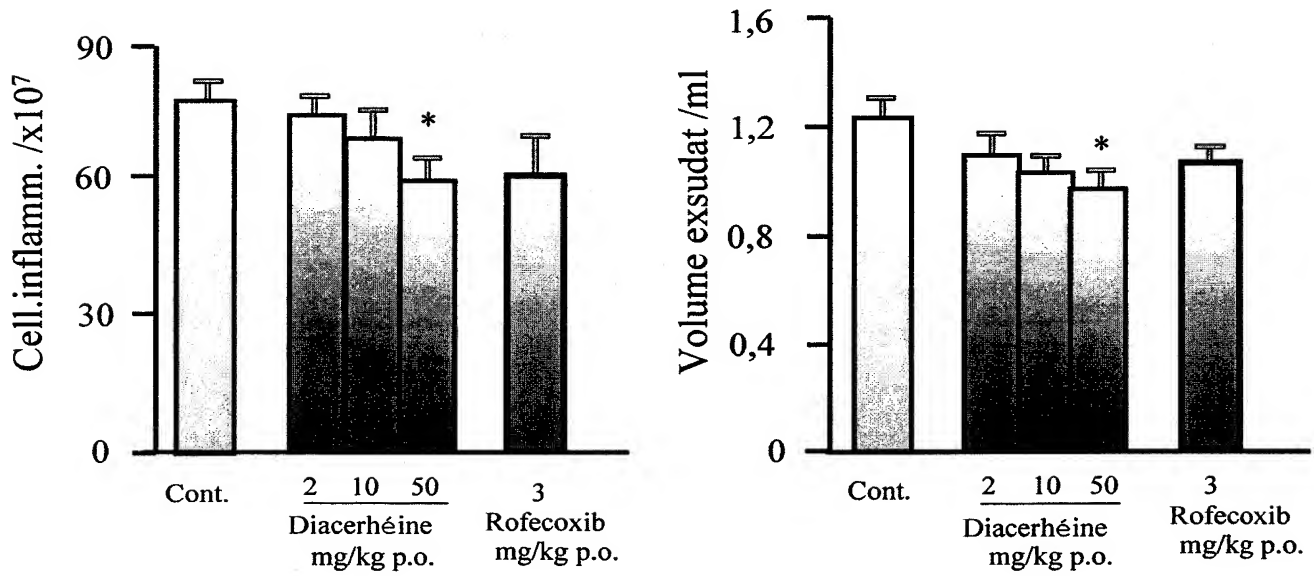 Cell.inflamm. /x10⁷
90
60
30
0
*
Cont.
2 10 50
Diacerhéine
mg/kg p.o.
3
Rofecoxib
mg/kg p.o.
Volume exsudat /ml
1,6
1,2
0,8
0,4
0
*
Cont.
2 10 50
Diacerhéine
mg/kg p.o.
3
Rofecoxib
mg/kg p.o.